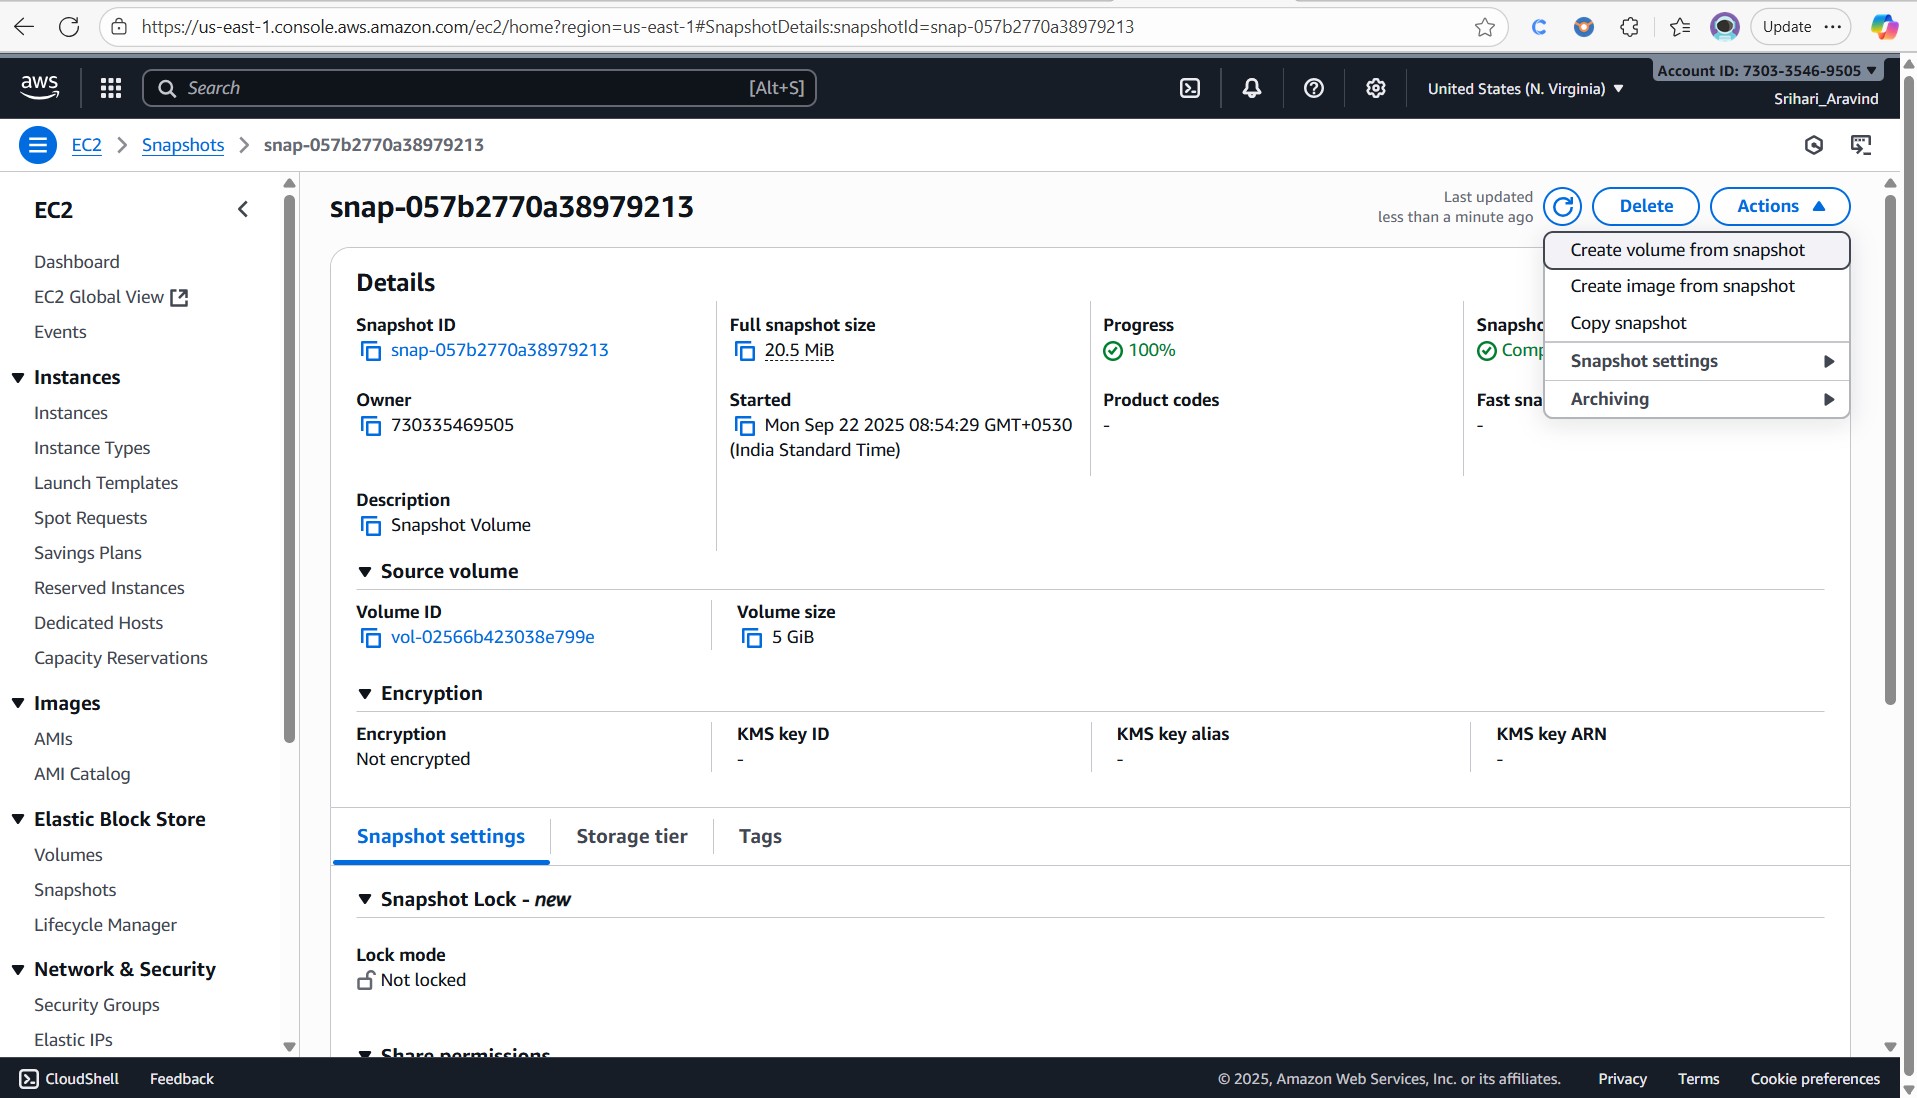 https://us-east-1.console.aws.amazon.com/ec2/home?region=us-east-1#SnapshotDetails:snapshotId=snap-057b2770a38979213
Update
aws
Search
[Alt+S]
United States (N. Virginia)
Account ID: 7303-3546-9505
Srihari_Aravind
EC2
Snapshots
snap-057b2770a38979213
EC2
Dashboard
EC2 Global View
Events
Instances
Instances
Instance Types
Launch Templates
Spot Requests
Savings Plans
Reserved Instances
Dedicated Hosts
Capacity Reservations
Images
AMIs
AMI Catalog
Elastic Block Store
Volumes
Snapshots
Lifecycle Manager
Network & Security
Security Groups
Elastic IPs
snap-057b2770a38979213
Last updated
less than a minute ago
Delete
Actions
Create volume from snapshot
Create image from snapshot
Copy snapshot
Snapshot settings
Archiving
Details
Snapshot ID
snap-057b2770a38979213
Full snapshot size
20.5 MiB
Progress
100%
Snapsho
Comp
Owner
730335469505
Started
Mon Sep 22 2025 08:54:29 GMT+0530
(India Standard Time)
Product codes
-
Fast sna
-
Description
Snapshot Volume
Source volume
Volume ID
vol-02566b423038e799e
Volume size
5 GiB
Encryption
Encryption
Not encrypted
KMS key ID
-
KMS key alias
-
KMS key ARN
-
Snapshot settings
Storage tier
Tags
Snapshot Lock - new
Lock mode
Not locked
Share permissions
CloudShell
Feedback
© 2025, Amazon Web Services, Inc. or its affiliates.
Privacy
Terms
Cookie preferences